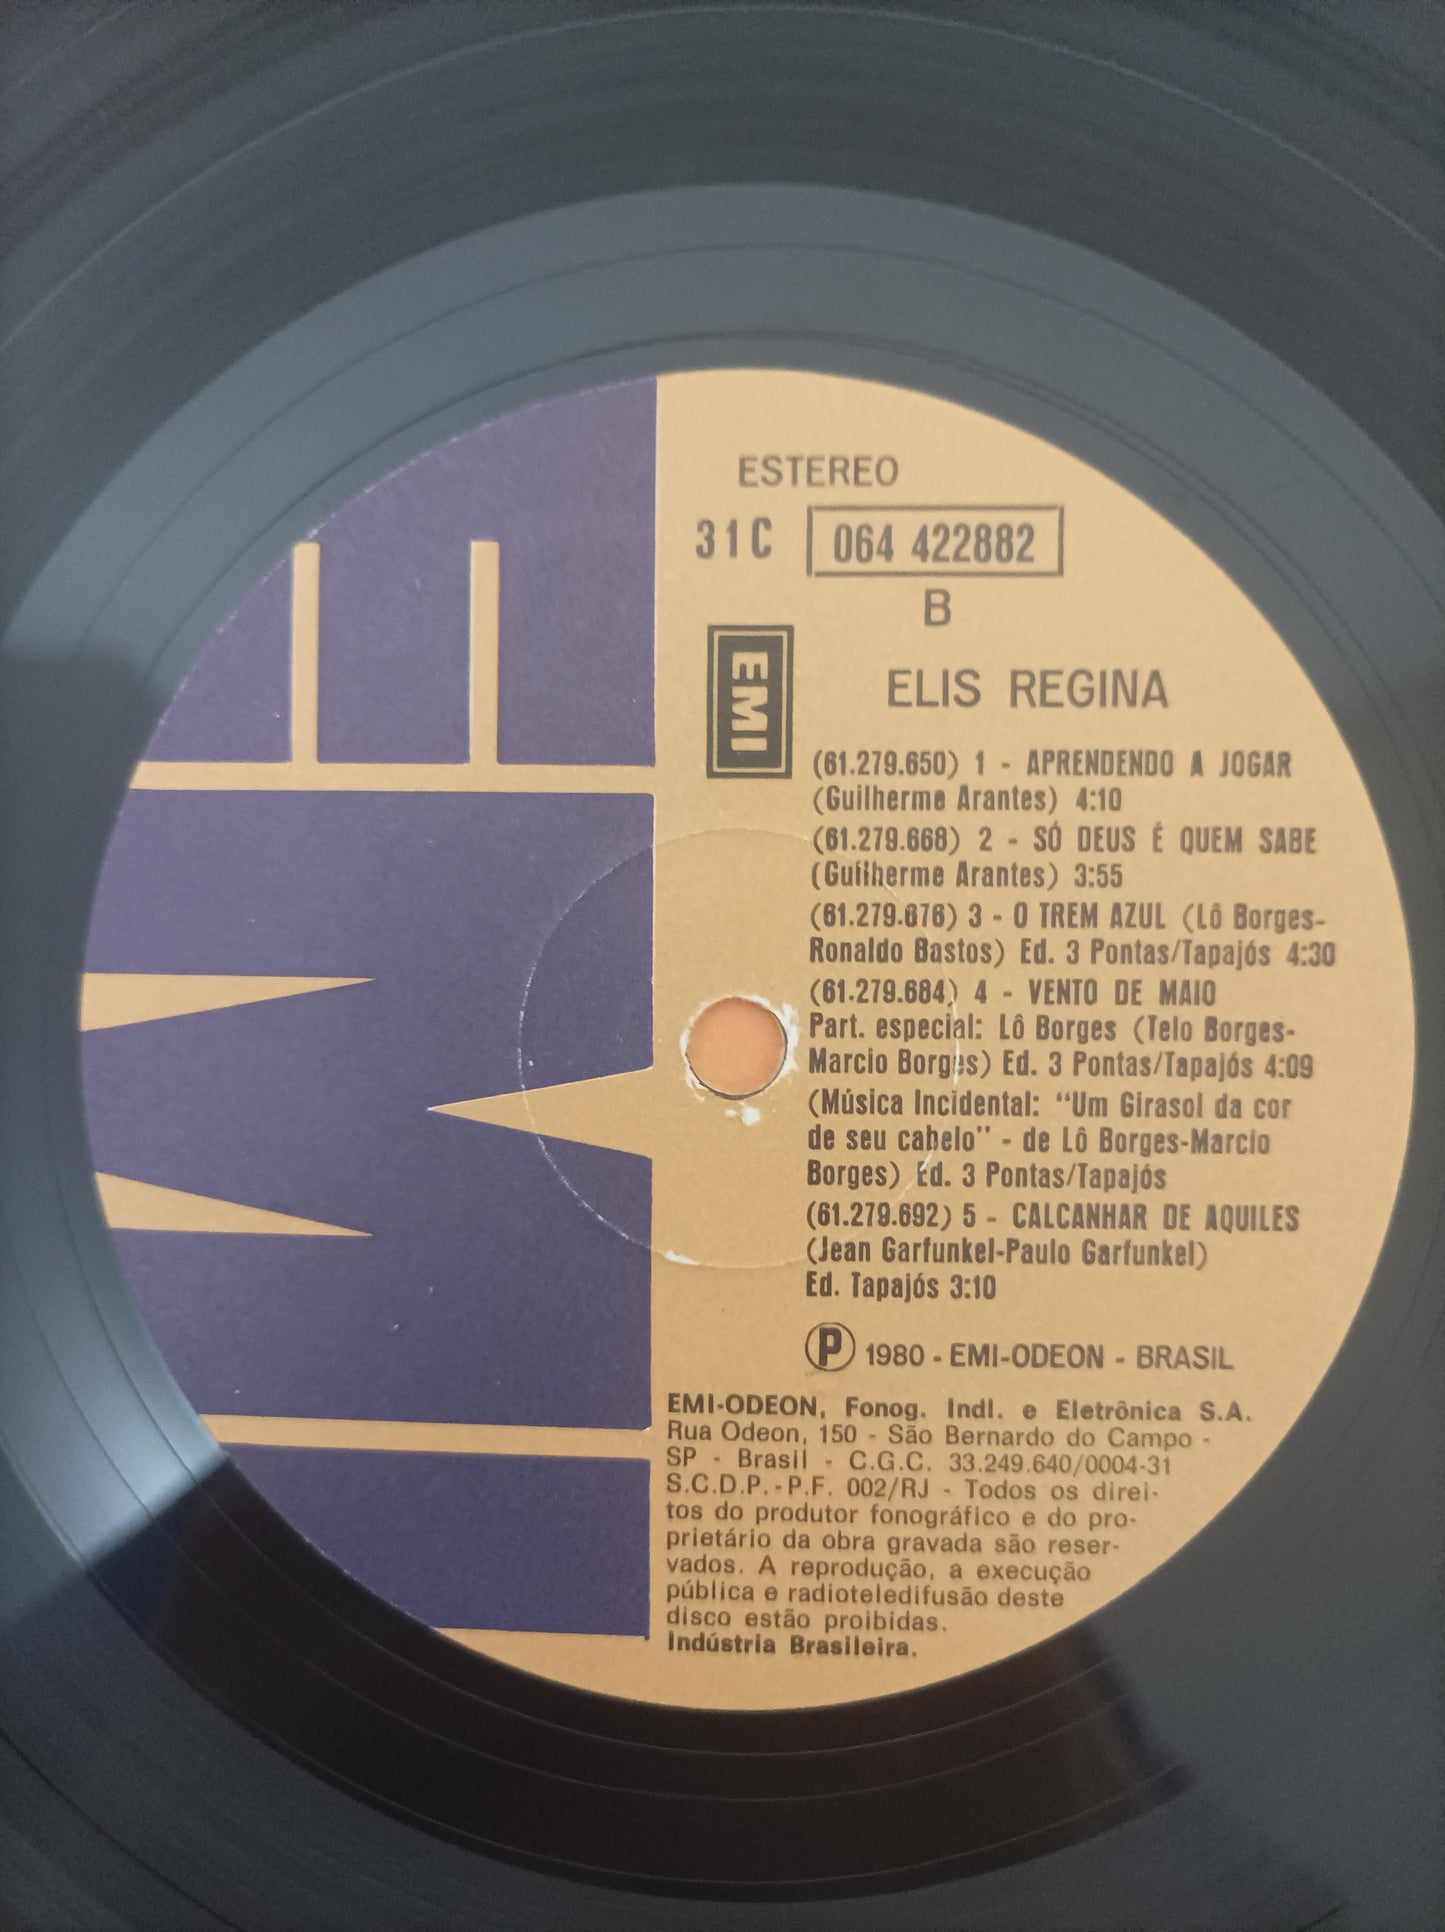 ESTEREO
31C 064 422882
B
EMI
ELIS REGINA
(61.279.650) 1 - APRENDENDO A JOGAR
(Guilherme Arantes) 4:10
(61.279.668) 2 - SÓ DEUS É QUEM SABE
(Guilherme Arantes) 3:55
(61.279.676) 3 - O TREM AZUL (Lô Borges-
Ronaldo Bastos) Ed. 3 Pontas/Tapajós 4:30
(61.279.684) 4 - VENTO DE MAIO
Part. especial: Lô Borges (Telo Borges-
Marcio Borges) Ed. 3 Pontas/Tapajós 4:09
(Música Incidental: “Um Girasol da cor
de seu cabelo” - de Lô Borges-Marcio
Borges) Ed. 3 Pontas/Tapajós
(61.279.692) 5 - CALCANHAR DE AQUILES
(Jean Garfunkel-Paulo Garfunkel)
Ed. Tapajós 3:10
Ⓟ 1980 - EMI-ODEON - BRASIL
EMI-ODEON, Fonog. Indl. e Eletrônica S.A.
Rua Odeon, 150 - São Bernardo do Campo -
SP - Brasil - C.G.C. 33.249.640/0004-31
S.C.D.P.-P.F. 002/RJ - Todos os direi-
tos do produtor fonográfico e do pro-
prietário da obra gravada são reser-
vados. A reprodução, a execução
pública e radioteledifusão deste
disco estão proibidas.
Indústria Brasileira.